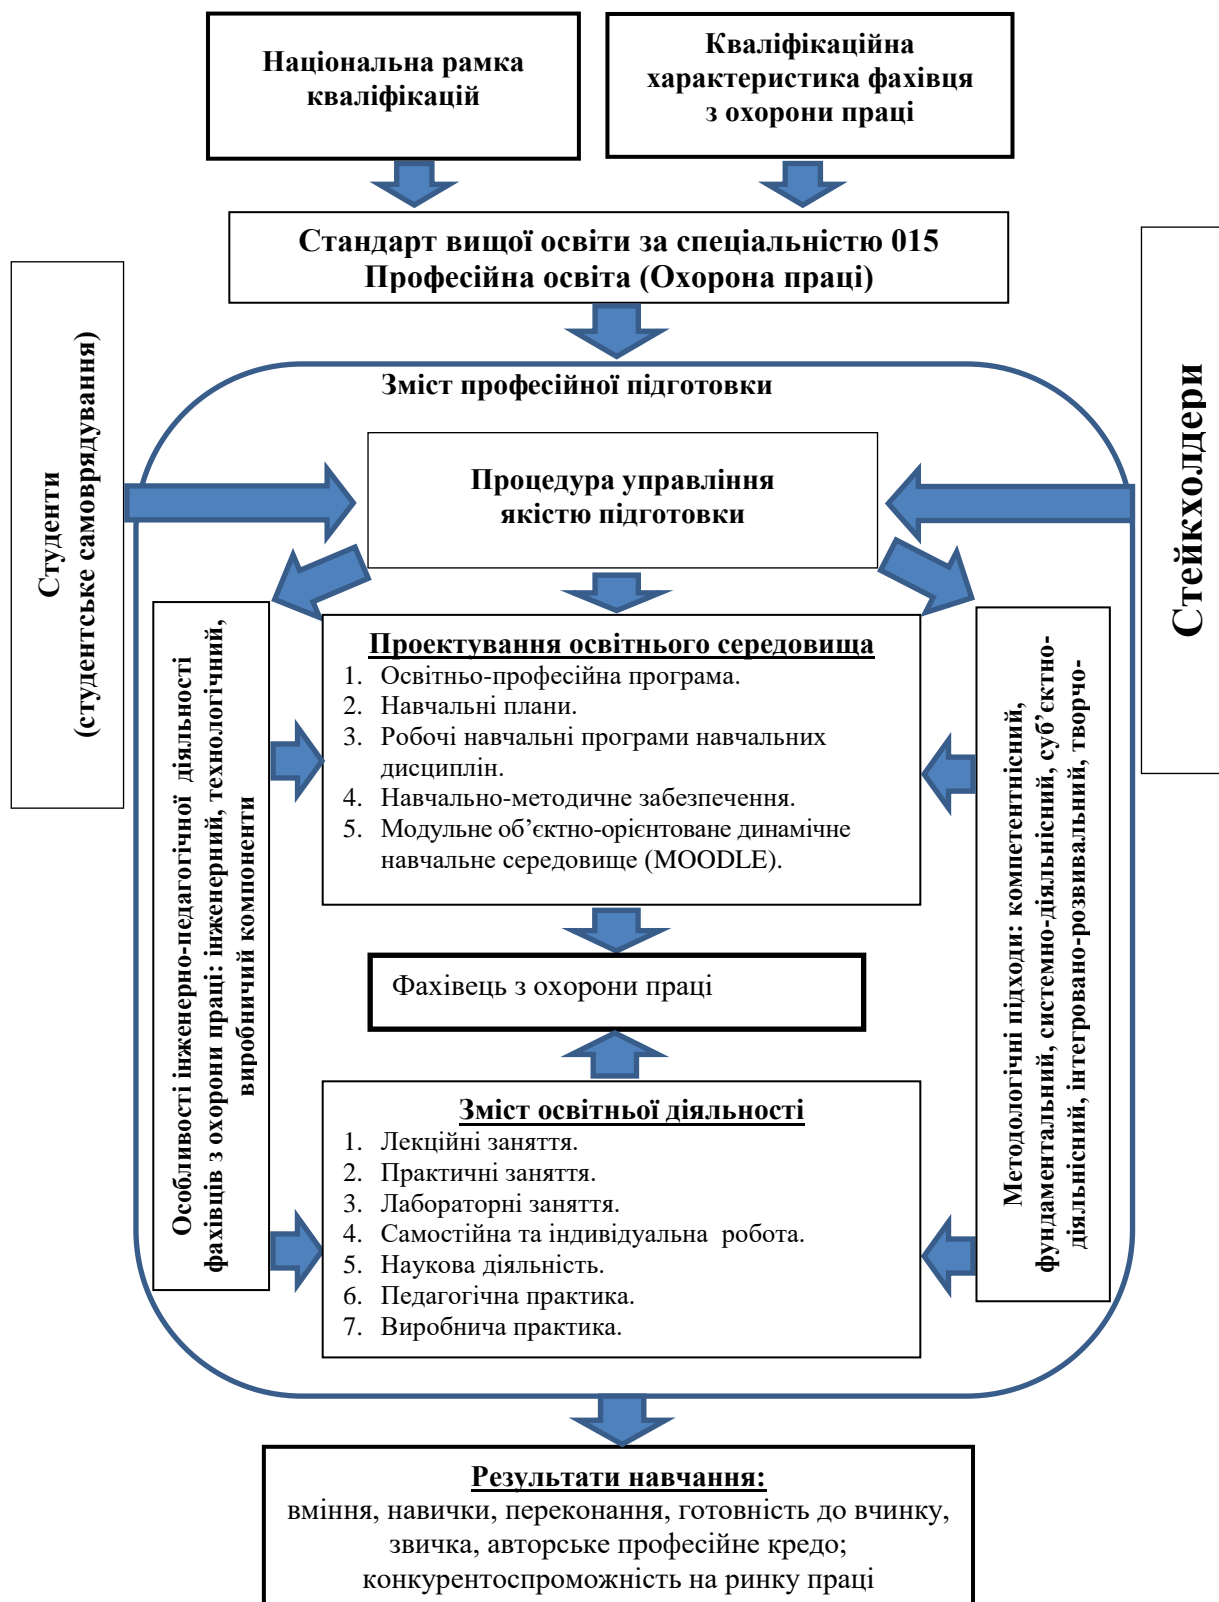 Національна рамка
кваліфікацій
Кваліфікаційна
характеристика фахівця
з охорони праці
Стандарт вищої освіти за спеціальністю 015
Професійна освіта (Охорона праці)
Студенти
(студентське самоврядування)
Стейкхолдери
Зміст професійної підготовки
Процедура управління
якістю підготовки
Особливості інженерно-педагогічної діяльності
фахівців з охорони праці: інженерний, технологічний,
виробничий компоненти
Проектування освітнього середовища
1. Освітньо-професійна програма.
2. Навчальні плани.
3. Робочі навчальні програми навчальних
дисциплін.
4. Навчально-методичне забезпечення.
5. Модульне об’єктно-орієнтоване динамічне
навчальне середовище (MOODLE).
Методологічні підходи: компетентнісний,
фундаментальний, системно-діяльнісний, суб’єктно-
діяльнісний, інтегровано-розвивальний, творчо-
Фахівець з охорони праці
Зміст освітньої діяльності
1. Лекційні заняття.
2. Практичні заняття.
3. Лабораторні заняття.
4. Самостійна та індивідуальна робота.
5. Наукова діяльність.
6. Педагогічна практика.
7. Виробнича практика.
Результати навчання:
вміння, навички, переконання, готовність до вчинку,
звичка, авторське професійне кредо;
конкурентоспроможність на ринку праці